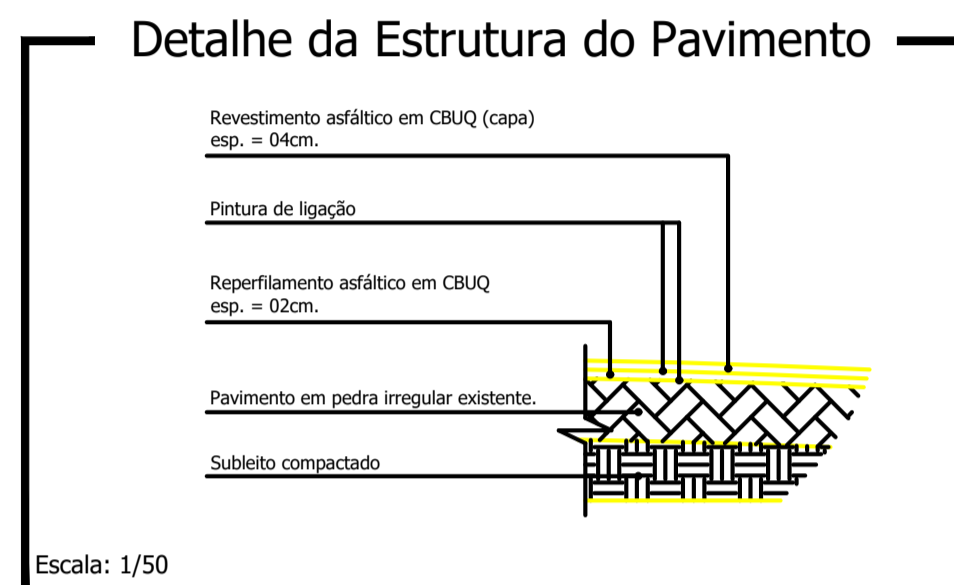 Detalhe da Estrutura do Pavimento
Revestimento asfáltico em CBUQ (capa)
esp. = 04cm.
Pintura de ligação
Reperfilamento asfáltico em CBUQ
esp. = 02cm.
Pavimento em pedra irregular existente.
Subleito compactado
Escala: 1/50